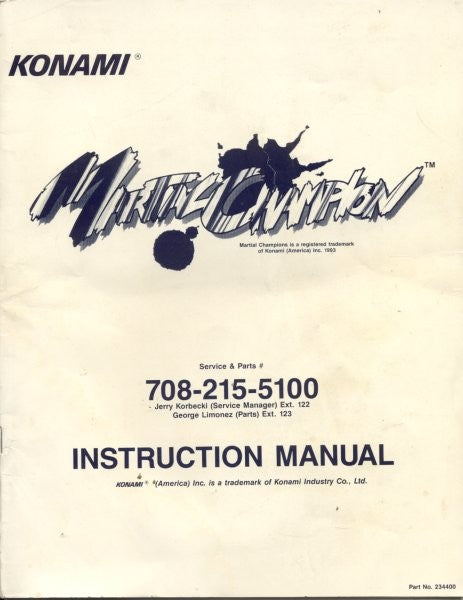 KONAMI®
MARTIAL CHAMPION™
Martial Champions is a registered trademark
of Konami (America) Inc. 1993
Service & Parts #
708-215-5100
Jerry Korbecki (Service Manager) Ext. 122
George Limonez (Parts) Ext. 123
INSTRUCTION MANUAL
KONAMI® (America) Inc. is a trademark of Konami Industry Co., Ltd.
Part No. 234400